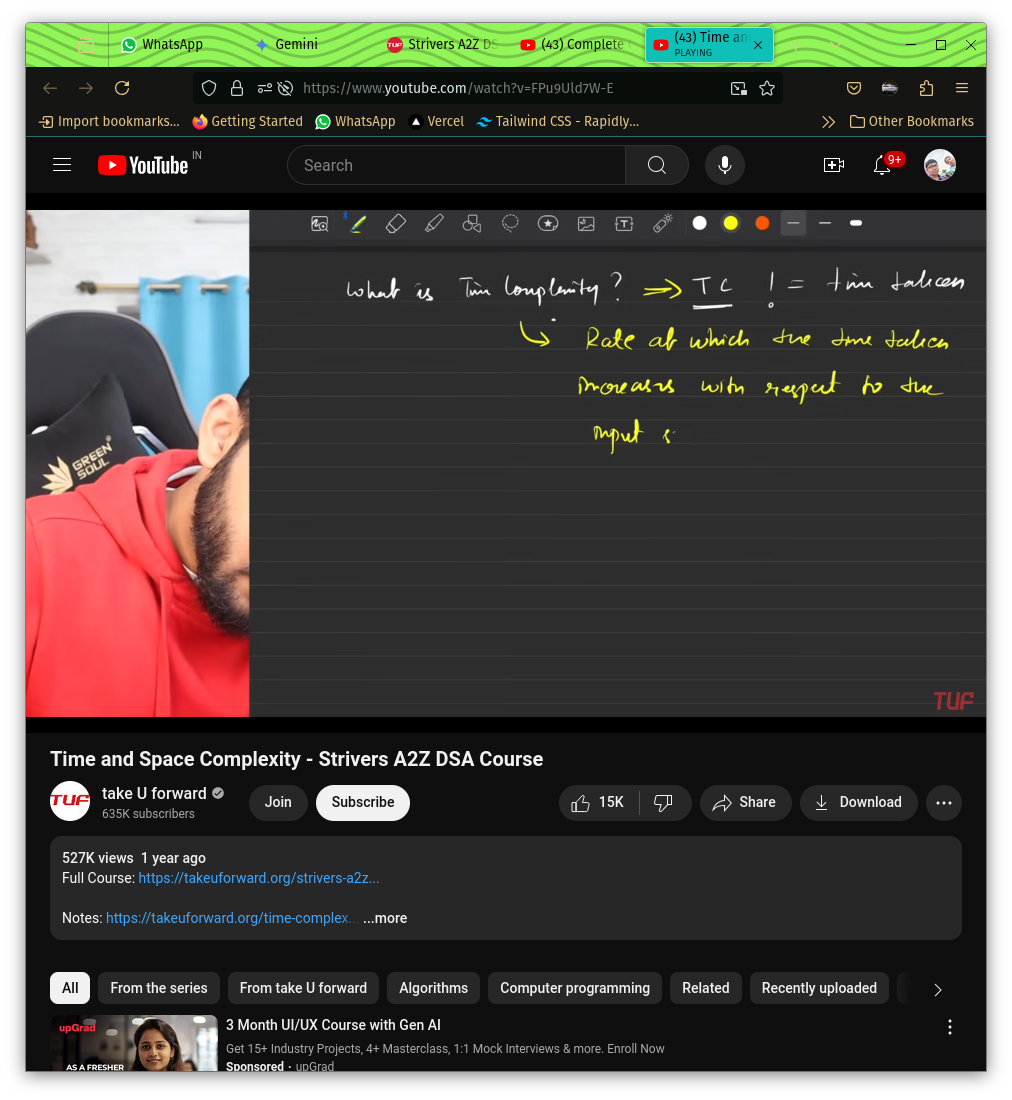 WhatsApp
Gemini
TUF Strivers A2Z DS
(43) Complete
(43) Time an
PLAYING
https://www.youtube.com/watch?v=FPu9Uld7W-E
Import bookmarks...
Getting Started
WhatsApp
Vercel
Tailwind CSS - Rapidly...
Other Bookmarks
YouTube IN
Search
9+
What is Time Complexity? ⇒ TC != time taken
Rate at which the time taken
increases with respect to the
input s
GREEN SOUL
TUF
Time and Space Complexity - Strivers A2Z DSA Course
TUF
take U forward
635K subscribers
Join
Subscribe
15K
Share
Download
527K views 1 year ago
Full Course: https://takeuforward.org/strivers-a2z...
Notes: https://takeuforward.org/time-complex... ...more
All
From the series
From take U forward
Algorithms
Computer programming
Related
Recently uploaded
upGrad
AS A FRESHER
3 Month UI/UX Course with Gen AI
Get 15+ Industry Projects, 4+ Masterclass, 1:1 Mock Interviews & more. Enroll Now
Sponsored · upGrad